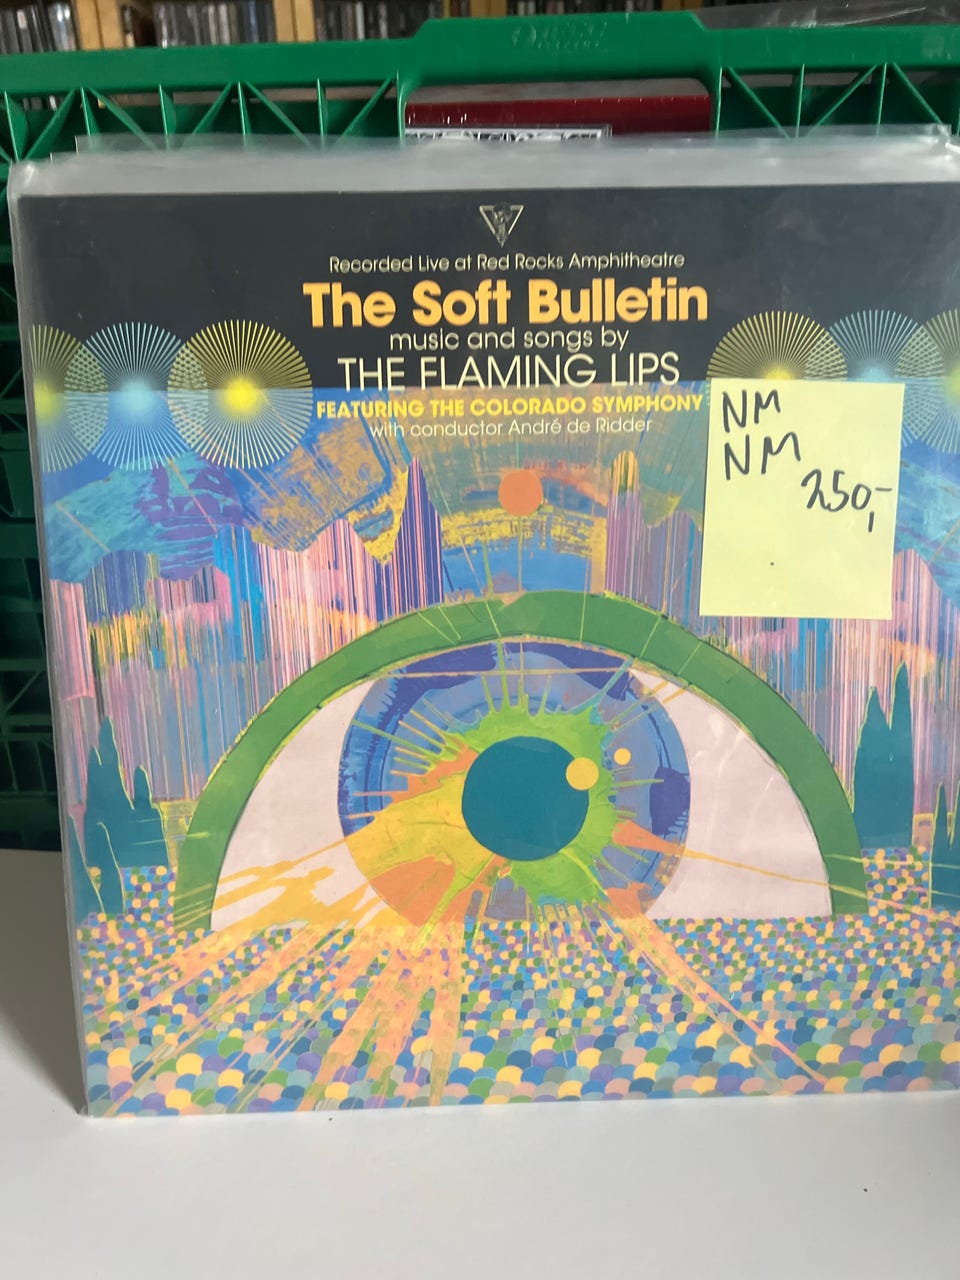 Recorded Live at Red Rocks Amphitheatre
The Soft Bulletin
music and songs by
THE FLAMING LIPS
FEATURING THE COLORADO SYMPHONY
with conductor André de Ridder
NM
NM
250,-